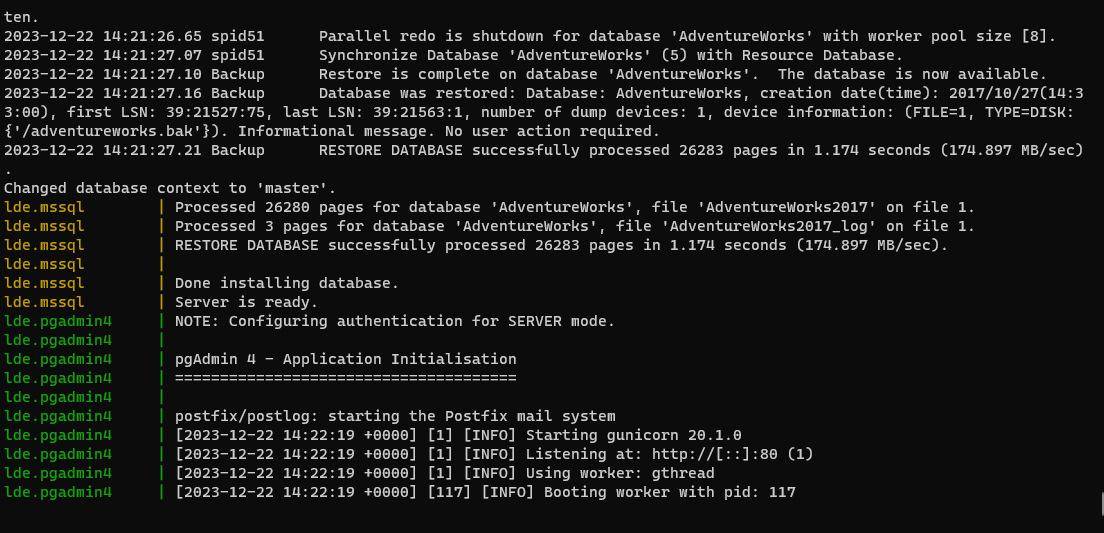 ten.
2023-12-22 14:21:26.65 spid51      Parallel redo is shutdown for database 'AdventureWorks' with worker pool size [8].
2023-12-22 14:21:27.07 spid51      Synchronize Database 'AdventureWorks' (5) with Resource Database.
2023-12-22 14:21:27.10 Backup      Restore is complete on database 'AdventureWorks'.  The database is now available.
2023-12-22 14:21:27.16 Backup      Database was restored: Database: AdventureWorks, creation date(time): 2017/10/27(14:3
3:00), first LSN: 39:21527:75, last LSN: 39:21563:1, number of dump devices: 1, device information: (FILE=1, TYPE=DISK:
{'/adventureworks.bak'}). Informational message. No user action required.
2023-12-22 14:21:27.21 Backup      RESTORE DATABASE successfully processed 26283 pages in 1.174 seconds (174.897 MB/sec)
.
Changed database context to 'master'.
lde.mssql        | Processed 26280 pages for database 'AdventureWorks', file 'AdventureWorks2017' on file 1.
lde.mssql        | Processed 3 pages for database 'AdventureWorks', file 'AdventureWorks2017_log' on file 1.
lde.mssql        | RESTORE DATABASE successfully processed 26283 pages in 1.174 seconds (174.897 MB/sec).
lde.mssql        |
lde.mssql        | Done installing database.
lde.mssql        | Server is ready.
lde.pgadmin4     | NOTE: Configuring authentication for SERVER mode.
lde.pgadmin4     |
lde.pgadmin4     | pgAdmin 4 - Application Initialisation
lde.pgadmin4     | ======================================
lde.pgadmin4     |
lde.pgadmin4     | postfix/postlog: starting the Postfix mail system
lde.pgadmin4     | [2023-12-22 14:22:19 +0000] [1] [INFO] Starting gunicorn 20.1.0
lde.pgadmin4     | [2023-12-22 14:22:19 +0000] [1] [INFO] Listening at: http://[::]:80 (1)
lde.pgadmin4     | [2023-12-22 14:22:19 +0000] [1] [INFO] Using worker: gthread
lde.pgadmin4     | [2023-12-22 14:22:19 +0000] [117] [INFO] Booting worker with pid: 117